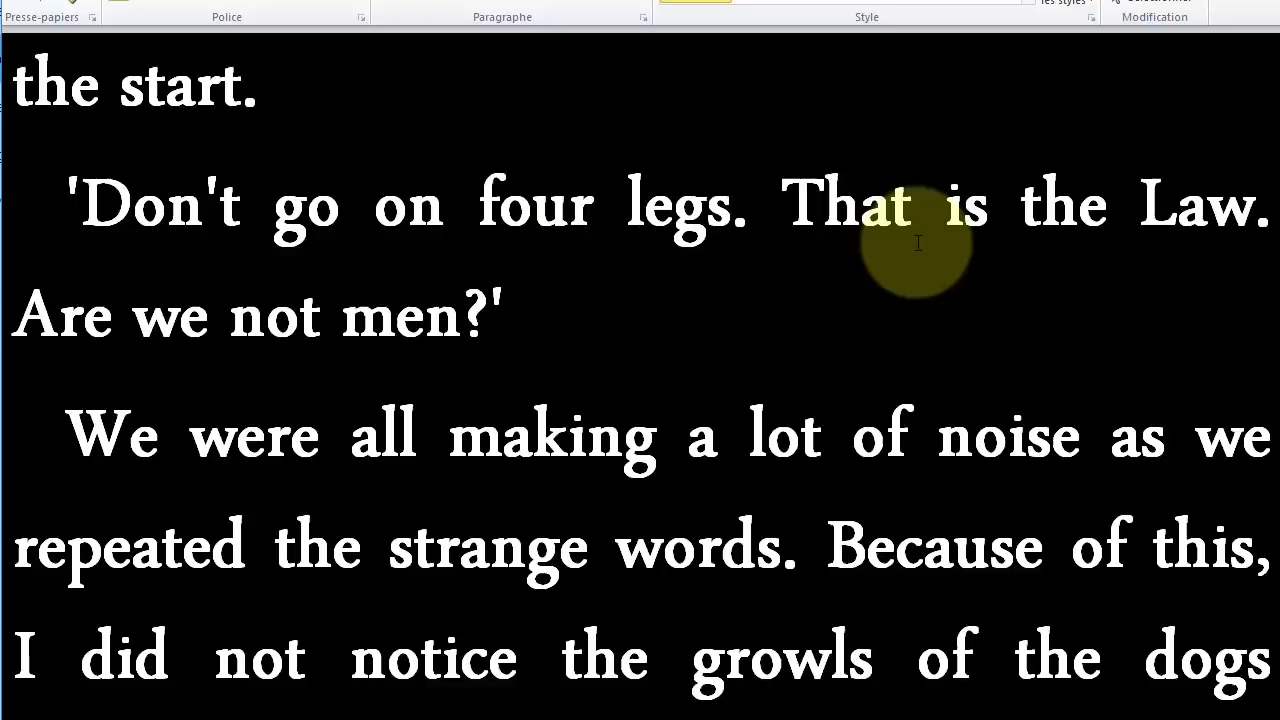 Presse-papiers Police Paragraphe Style Modification
the start.
'Don't go on four legs. That is the Law.
Are we not men?'
We were all making a lot of noise as we
repeated the strange words. Because of this,
I did not notice the growls of the dogs